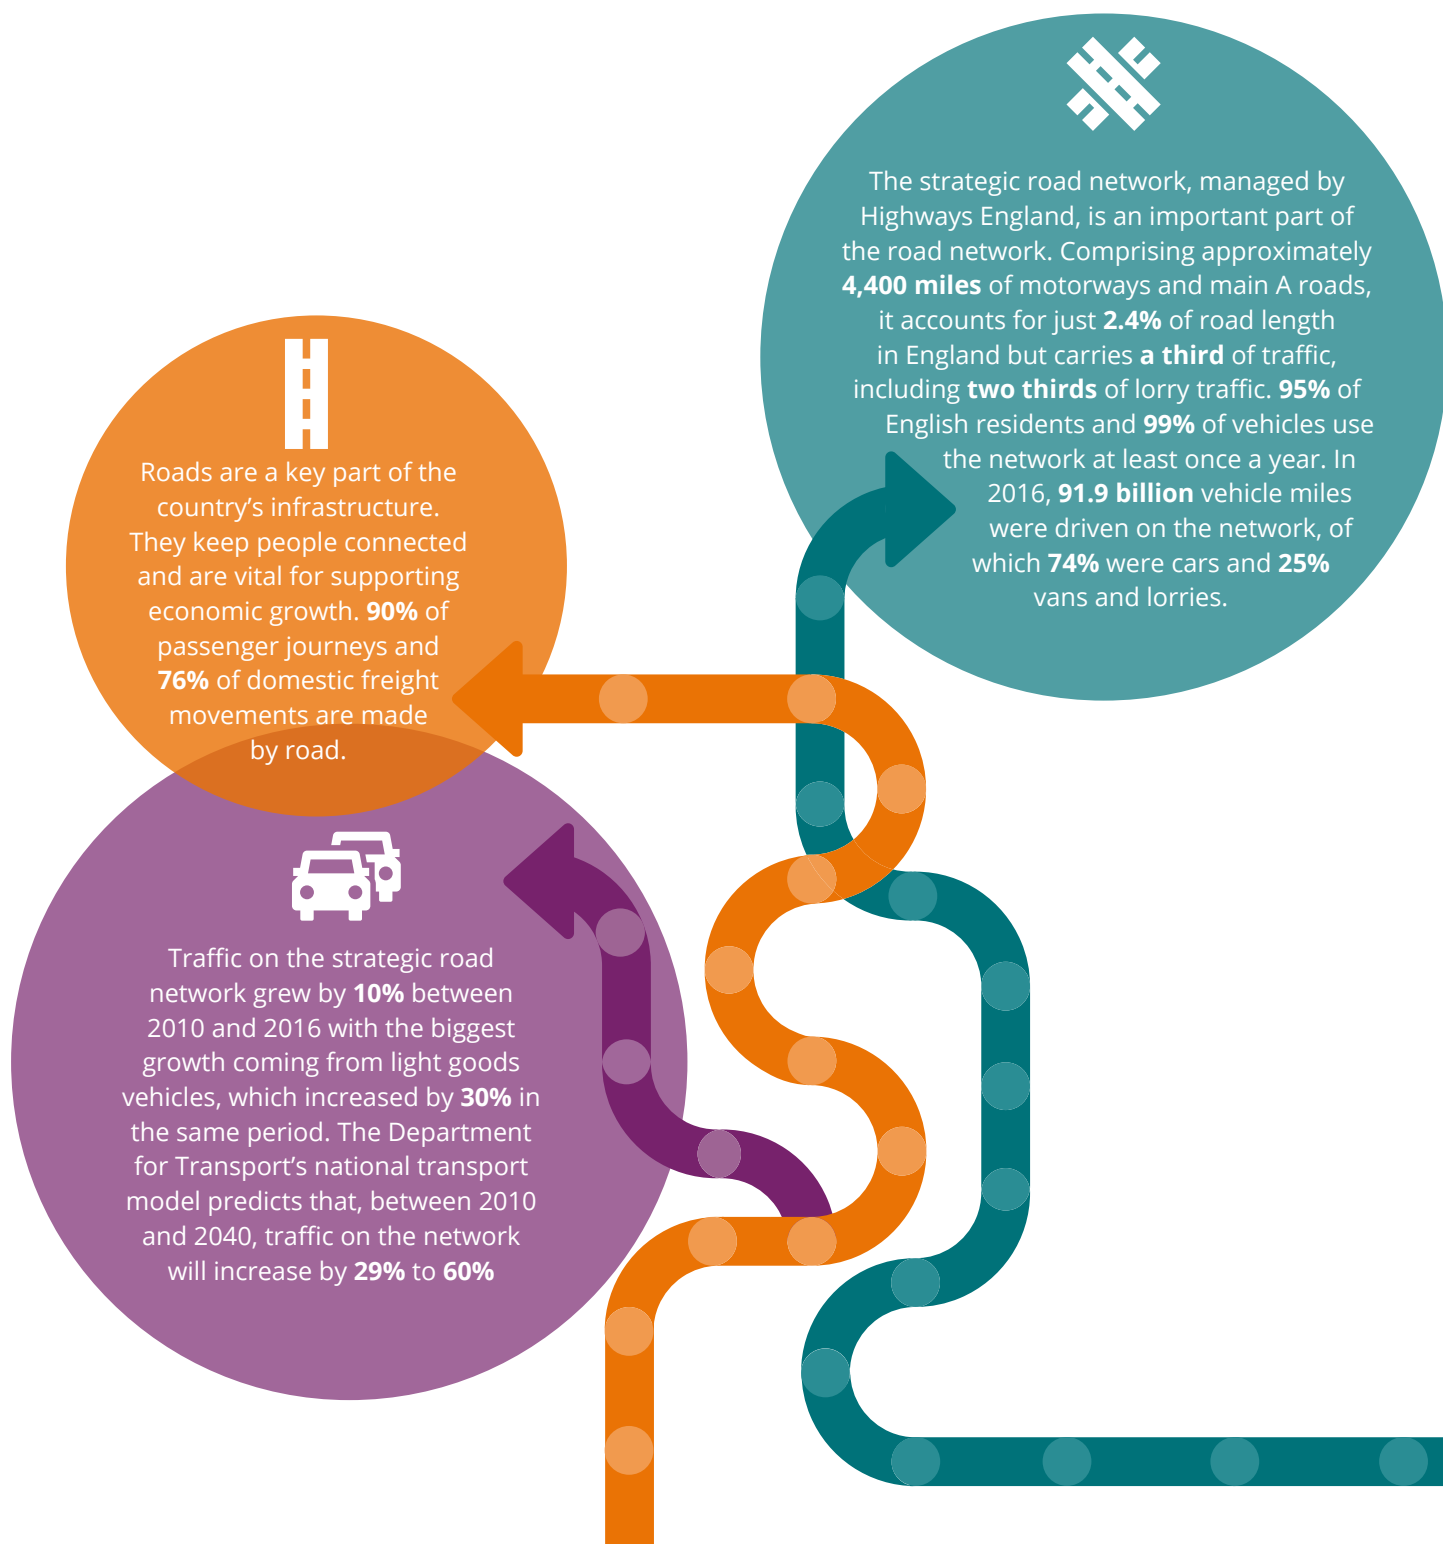 The strategic road network, managed by
Highways England, is an important part of
the road network. Comprising approximately
4,400 miles of motorways and main A roads,
it accounts for just 2.4% of road length
in England but carries a third of traffic,
including two thirds of lorry traffic. 95% of
English residents and 99% of vehicles use
the network at least once a year. In
2016, 91.9 billion vehicle miles
were driven on the network, of
which 74% were cars and 25%
vans and lorries.
Roads are a key part of the
country’s infrastructure.
They keep people connected
and are vital for supporting
economic growth. 90% of
passenger journeys and
76% of domestic freight
movements are made
by road.
Traffic on the strategic road
network grew by 10% between
2010 and 2016 with the biggest
growth coming from light goods
vehicles, which increased by 30% in
the same period. The Department
for Transport’s national transport
model predicts that, between 2010
and 2040, traffic on the network
will increase by 29% to 60%